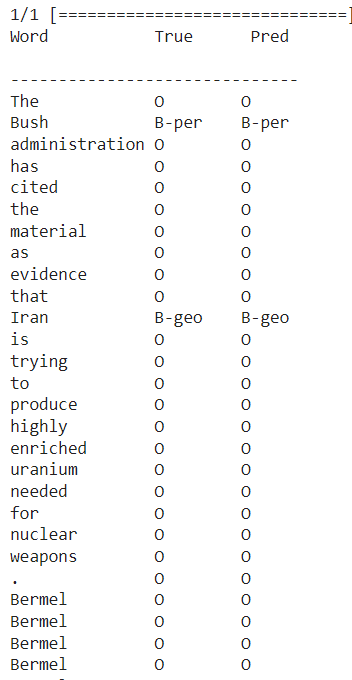 1/1 [==============================]
Word True Pred
------------------------------
The O O
Bush B-per B-per
administration O O
has O O
cited O O
the O O
material O O
as O O
evidence O O
that O O
Iran B-geo B-geo
is O O
trying O O
to O O
produce O O
highly O O
enriched O O
uranium O O
needed O O
for O O
nuclear O O
weapons O O
. O O
Bermel O O
Bermel O O
Bermel O O
Bermel O O